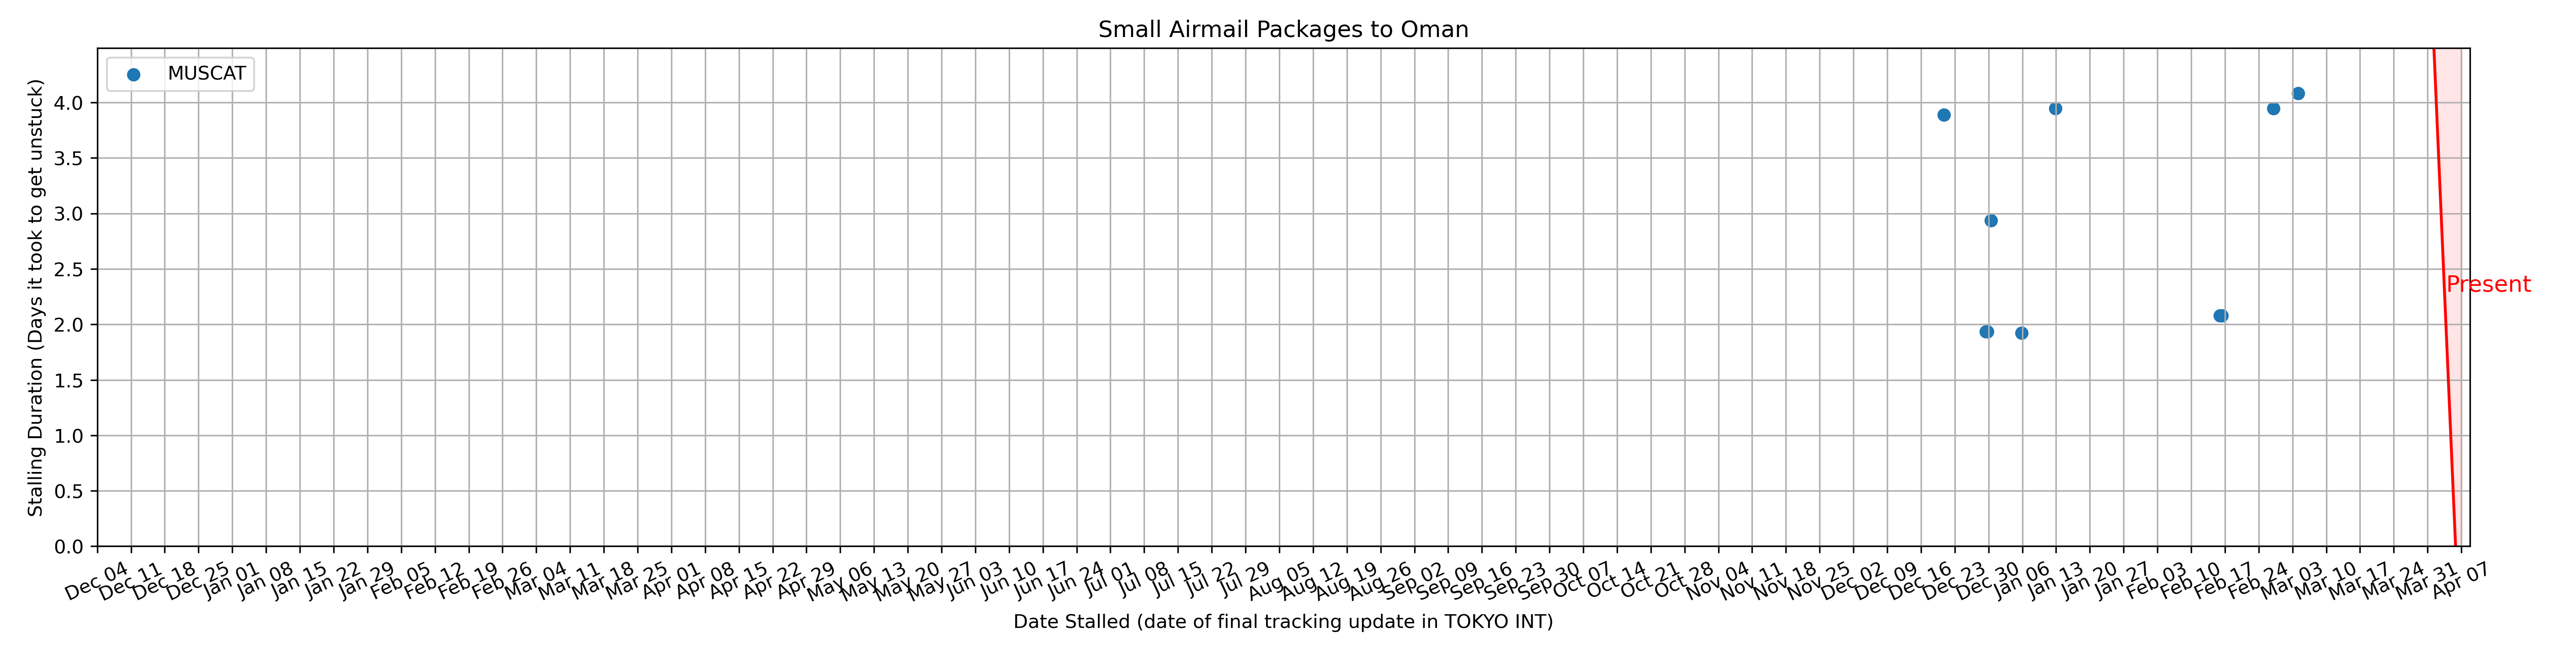 Small Airmail Packages to Oman
MUSCAT
Stalling Duration (Days it took to get unstuck)
4.0
3.5
3.0
2.5
2.0
1.5
1.0
0.5
0.0
Present
Dec 04 Dec 11 Dec 18 Dec 25 Jan 01 Jan 08 Jan 15 Jan 22 Jan 29 Feb 05 Feb 12 Feb 19 Feb 26 Mar 04 Mar 11 Mar 18 Mar 25 Apr 01 Apr 08 Apr 15 Apr 22 Apr 29 May 06 May 13 May 20 May 27 Jun 03 Jun 10 Jun 17 Jun 24 Jul 01 Jul 08 Jul 15 Jul 22 Jul 29 Aug 05 Aug 12 Aug 19 Aug 26 Sep 02 Sep 09 Sep 16 Sep 23 Sep 30 Oct 07 Oct 14 Oct 21 Oct 28 Nov 04 Nov 11 Nov 18 Nov 25 Dec 02 Dec 09 Dec 16 Dec 23 Dec 30 Jan 06 Jan 13 Jan 20 Jan 27 Feb 03 Feb 10 Feb 17 Feb 24 Mar 03 Mar 10 Mar 17 Mar 24 Mar 31 Apr 07
Date Stalled (date of final tracking update in TOKYO INT)